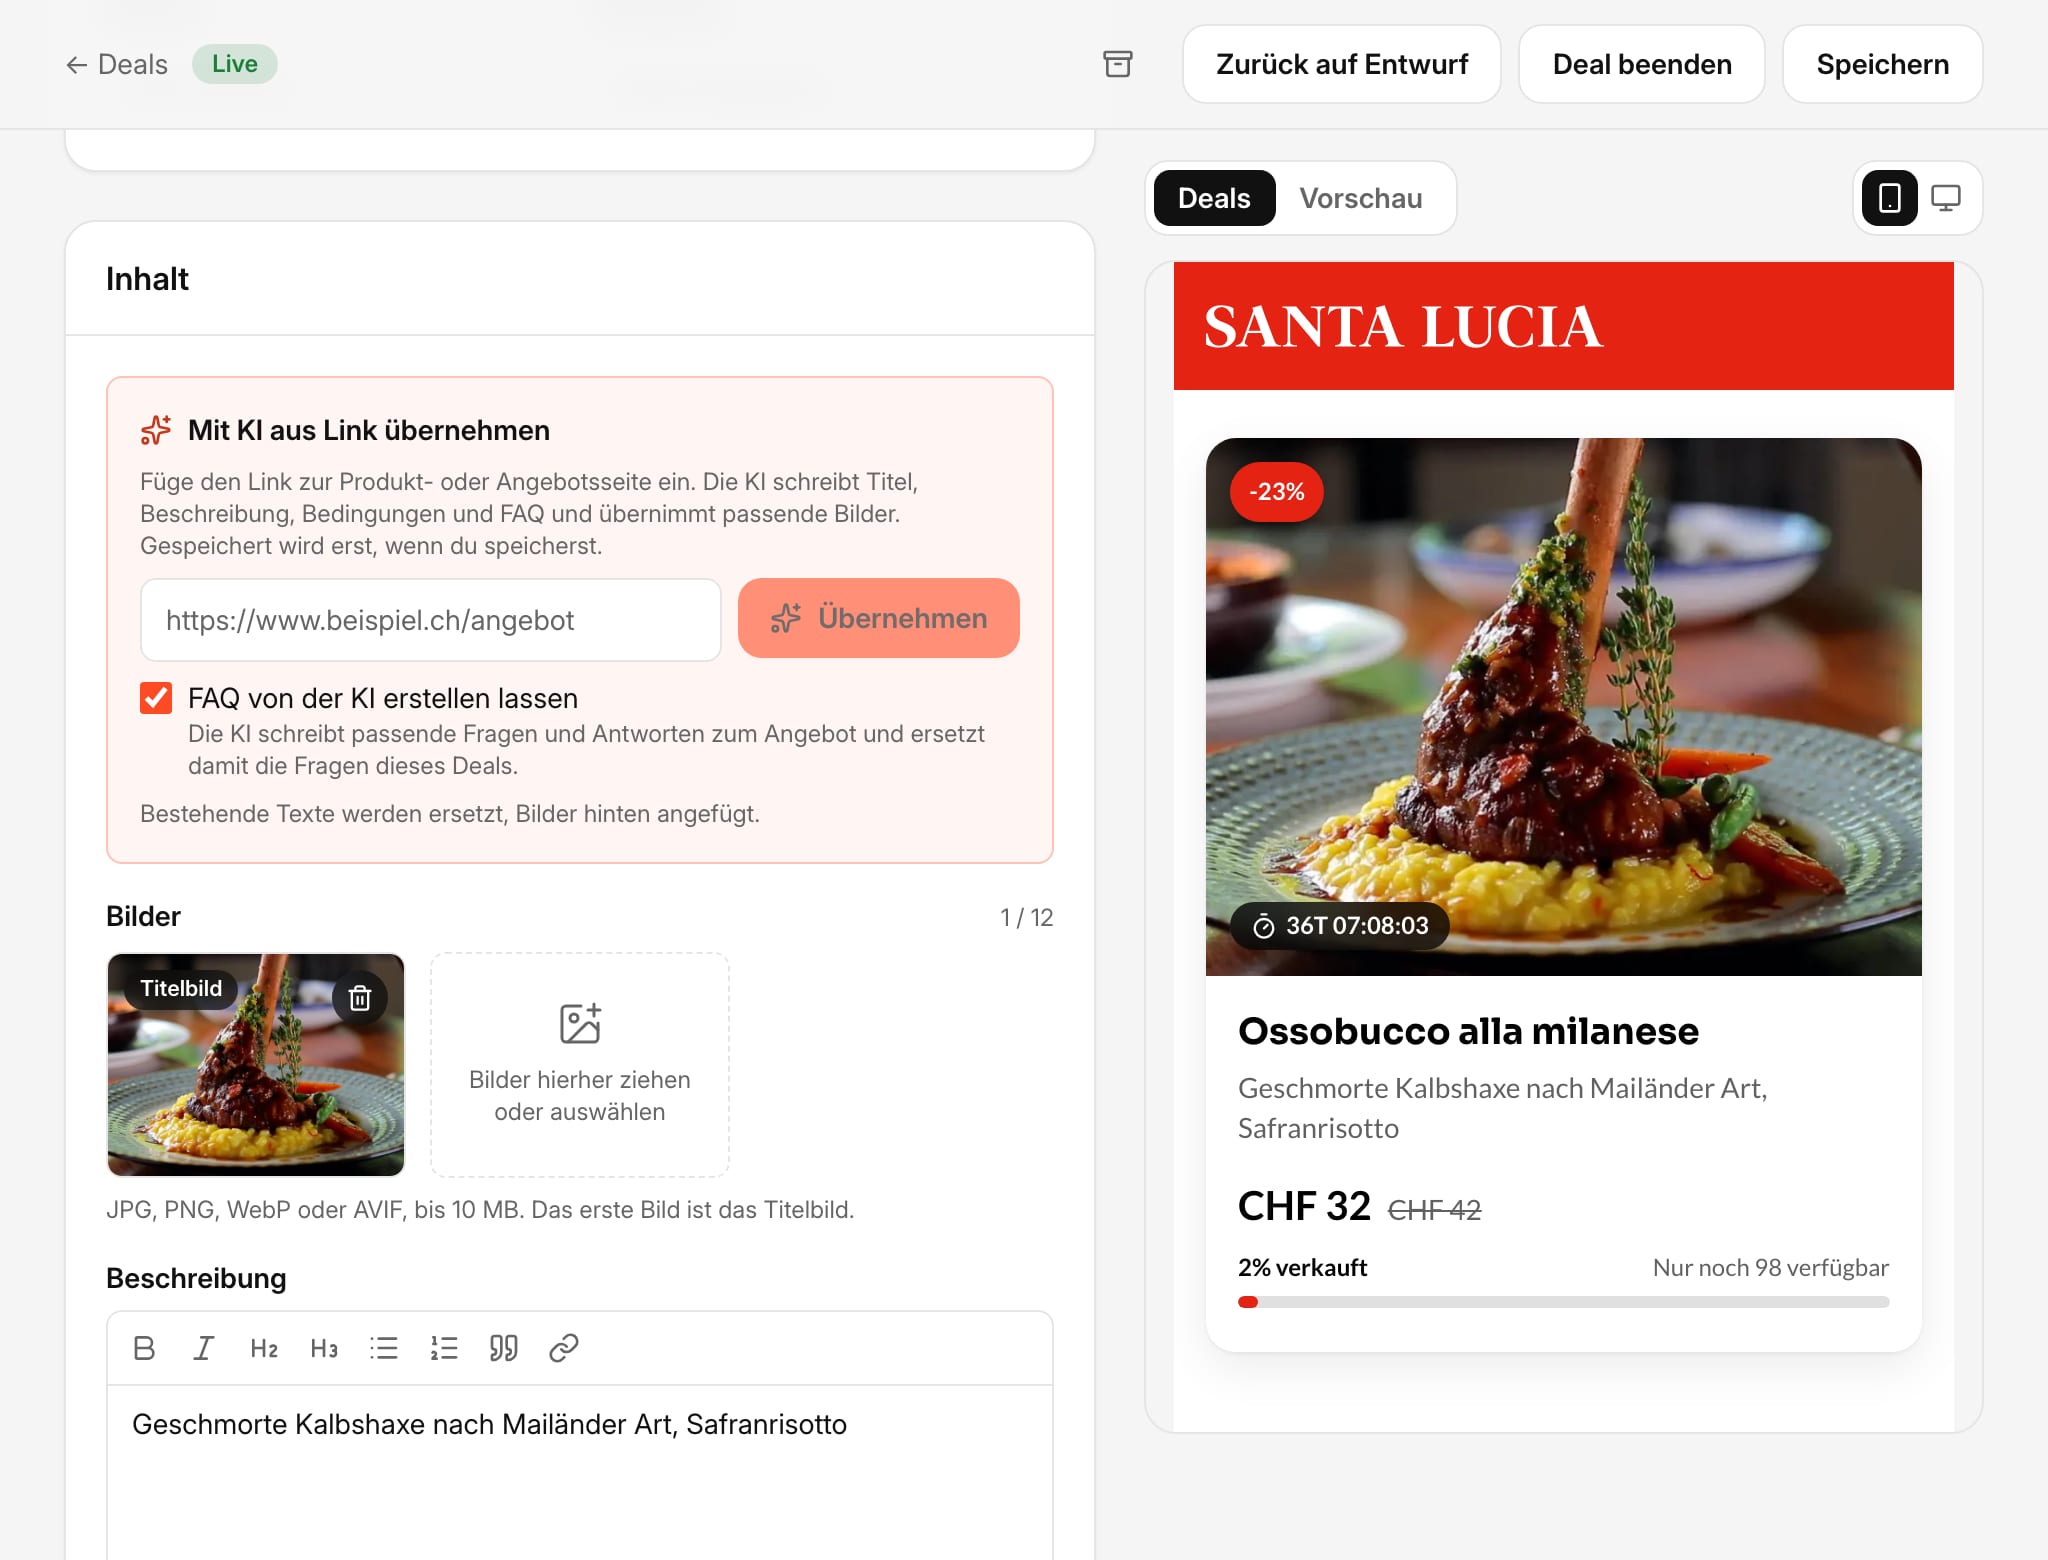 ← Deals
Live
Zurück auf Entwurf
Deal beenden
Speichern
Inhalt
Mit KI aus Link übernehmen
Füge den Link zur Produkt- oder Angebotsseite ein. Die KI schreibt Titel,
Beschreibung, Bedingungen und FAQ und übernimmt passende Bilder.
Gespeichert wird erst, wenn du speicherst.
https://www.beispiel.ch/angebot
Übernehmen
FAQ von der KI erstellen lassen
Die KI schreibt passende Fragen und Antworten zum Angebot und ersetzt
damit die Fragen dieses Deals.
Bestehende Texte werden ersetzt, Bilder hinten angefügt.
Bilder
1 / 12
Titelbild
Bilder hierher ziehen
oder auswählen
JPG, PNG, WebP oder AVIF, bis 10 MB. Das erste Bild ist das Titelbild.
Beschreibung
H2
H3
Geschmorte Kalbshaxe nach Mailänder Art, Safranrisotto
Deals
Vorschau
SANTA LUCIA
-23%
36T 07:08:03
Ossobucco alla milanese
Geschmorte Kalbshaxe nach Mailänder Art,
Safranrisotto
CHF 32 CHF 42
2% verkauft
Nur noch 98 verfügbar